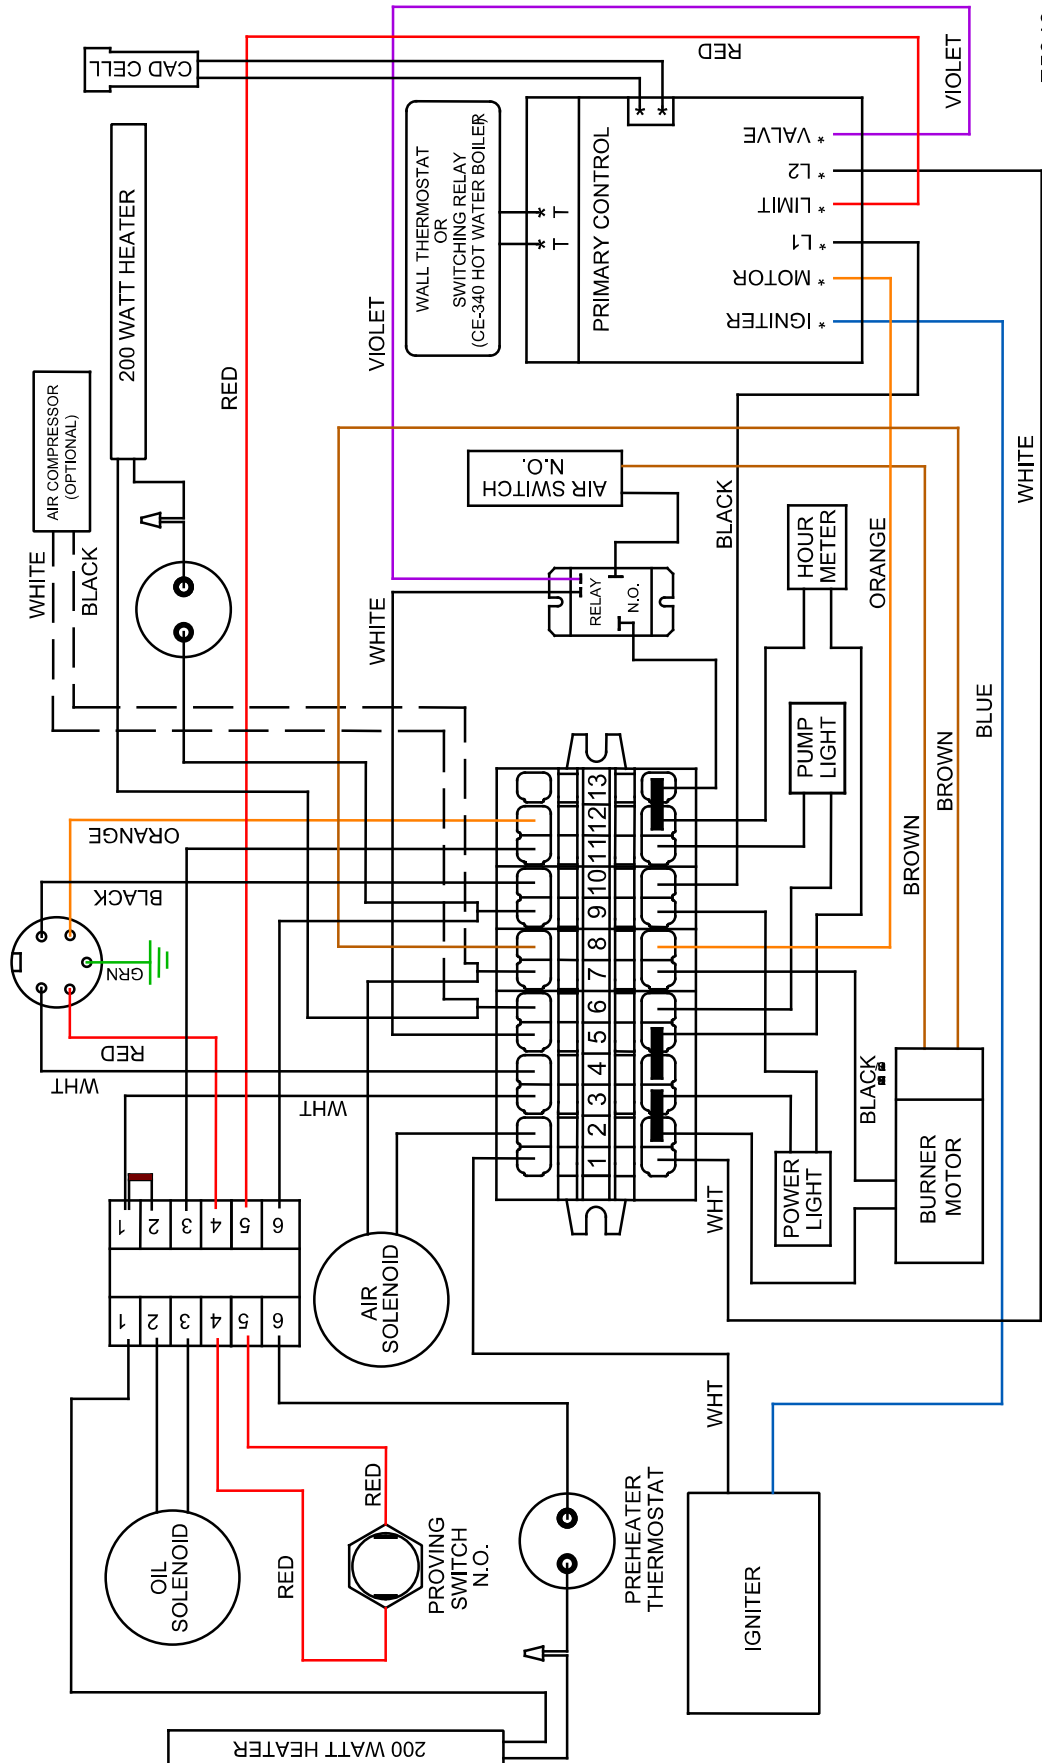 CAD CELL
RED
VIOLET
200 WATT HEATER
WALL THERMOSTAT
OR
SWITCHING RELAY
(CE-340 HOT WATER BOILER)
* *
* T
* T
PRIMARY CONTROL
* VALVE
* L2
* LIMIT
* L1
* MOTOR
* IGNITER
VIOLET
RED
AIR COMPRESSOR
(OPTIONAL)
WHITE
BLACK
AIR SWITCH
N.O.
BLACK
WHITE
HOUR
METER
ORANGE
RELAY
N.O.
WHITE
BLUE
PUMP
LIGHT
BROWN
BROWN
ORANGE
BLACK
GRN
RED
WHT
WHT
13
12
11
10
9
8
7
6
5
4
3
2
1
BLACK
BURNER
MOTOR
POWER
LIGHT
WHT
1
2
3
4
5
6
1
2
3
4
5
6
AIR
SOLENOID
WHT
OIL
SOLENOID
RED
RED
PROVING
SWITCH
N.O.
PREHEATER
THERMOSTAT
IGNITER
200 WATT HEATER